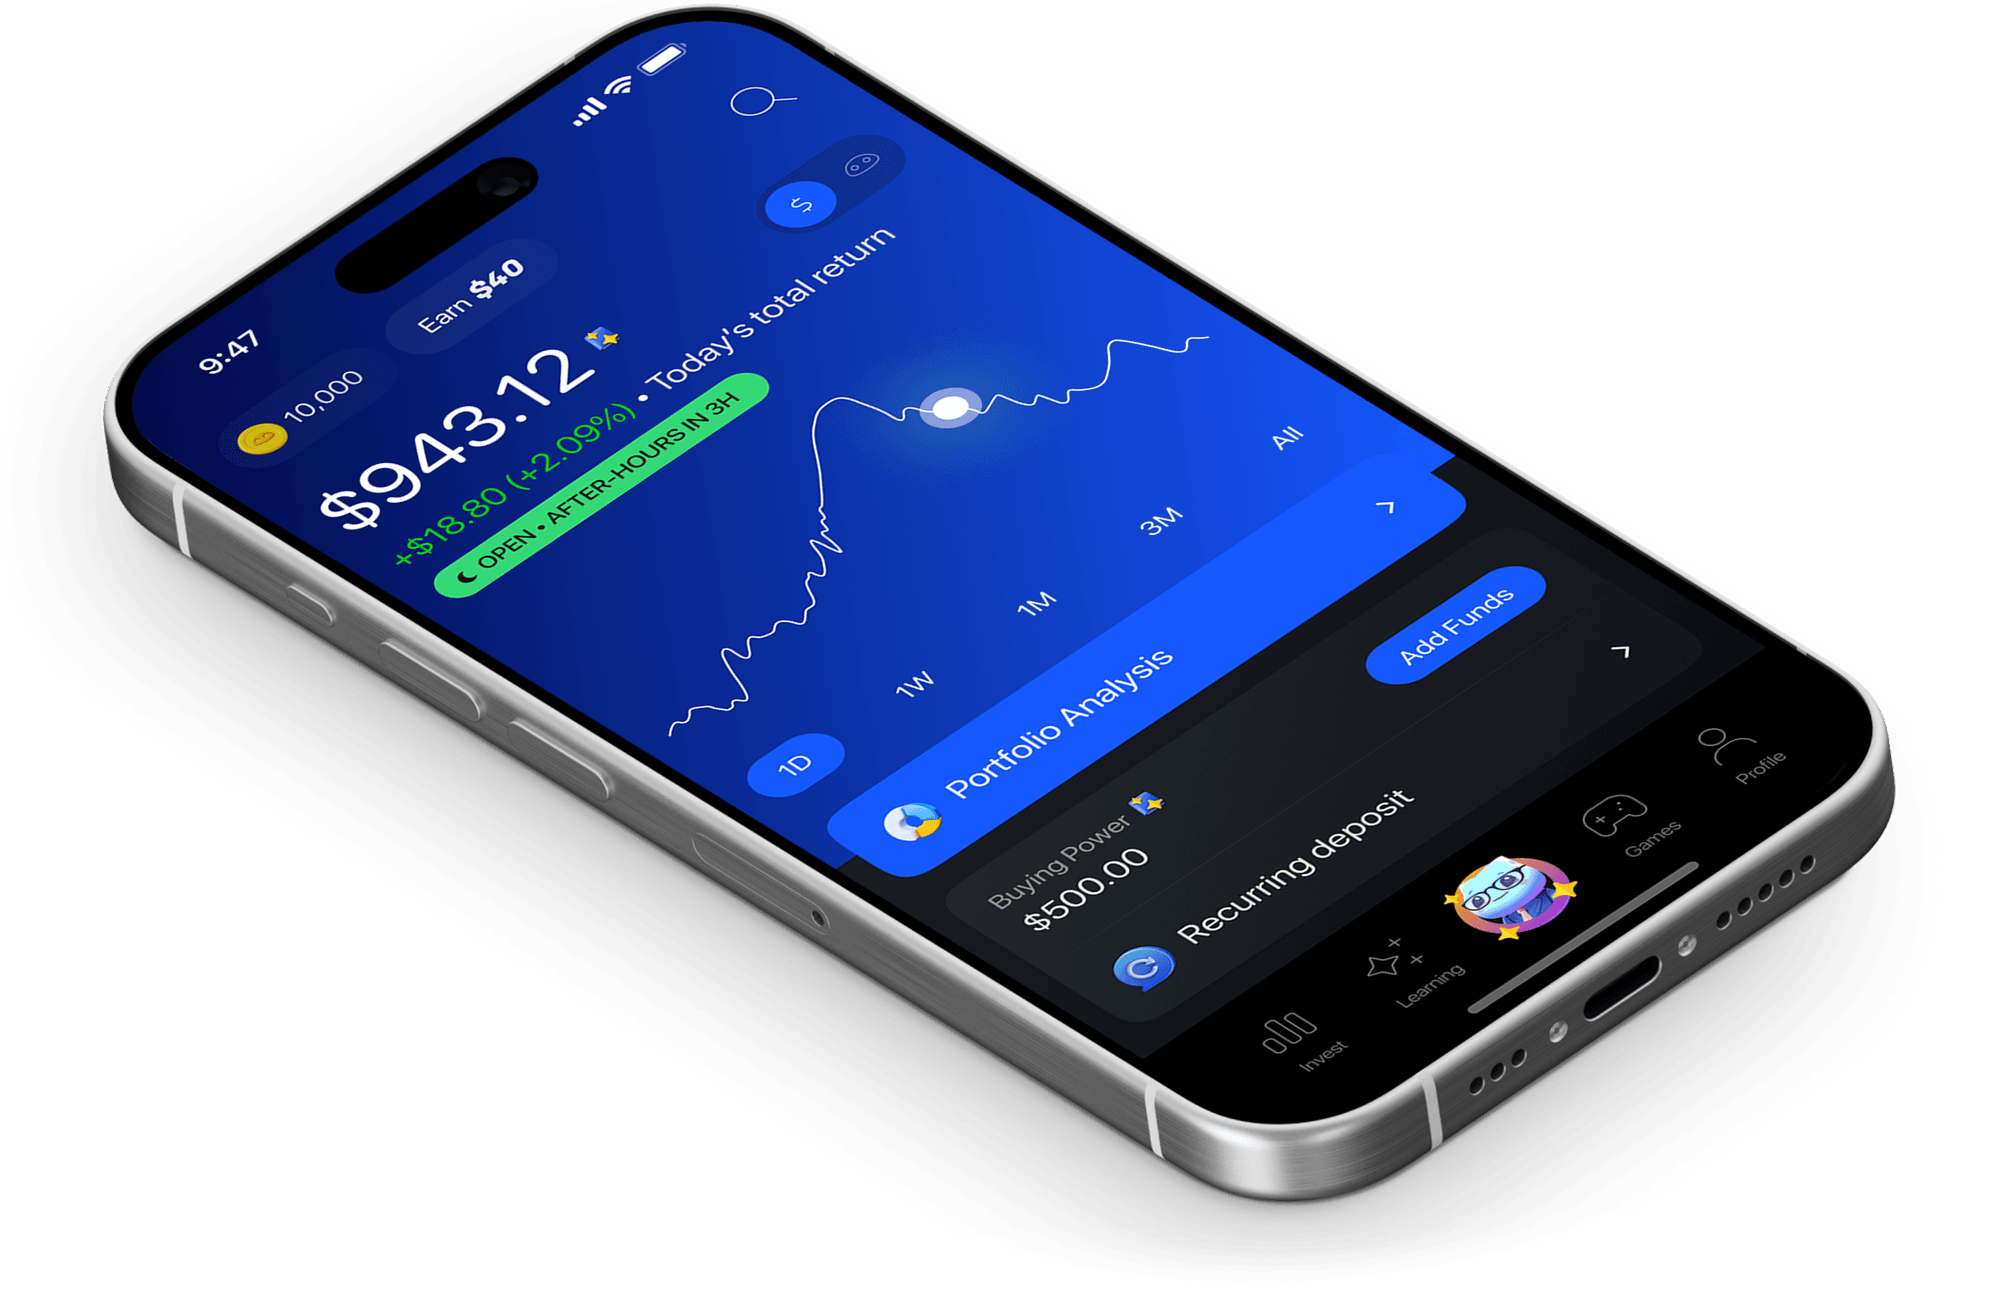 9:47
10,000
Earn $40
$943.12
+$18.80 (+2.09%) • Today's total return
OPEN • AFTER-HOURS IN 3H
1D
1W
1M
3M
All
Portfolio Analysis
Buying Power
$500.00
Add Funds
Recurring deposit
Invest
Learning
Games
Profile